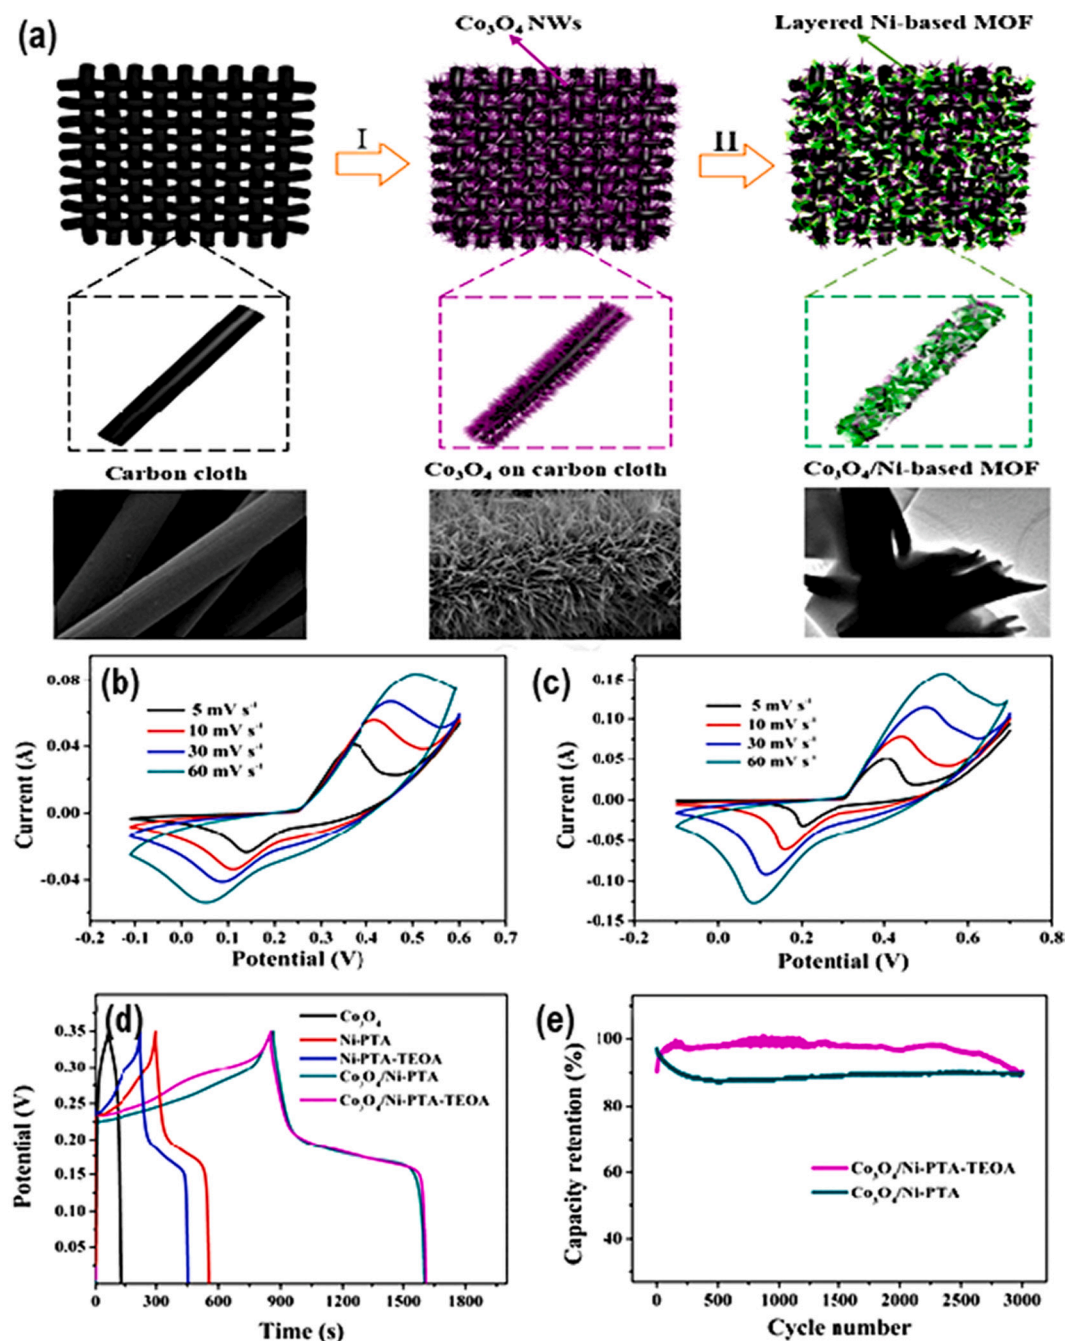 (a)
Co₃O₄ NWs
Layered Ni-based MOF
I
II
Carbon cloth
Co₃O₄ on carbon cloth
Co₃O₄/Ni-based MOF
(b)
5 mV s⁻¹
10 mV s⁻¹
30 mV s⁻¹
60 mV s⁻¹
Current (A)
0.08
0.04
0.00
-0.04
-0.2 -0.1 0.0 0.1 0.2 0.3 0.4 0.5 0.6 0.7
Potential (V)
(c)
5 mV s⁻¹
10 mV s⁻¹
30 mV s⁻¹
60 mV s⁻¹
Current (A)
0.15
0.10
0.05
0.00
-0.05
-0.10
-0.15
0.0 0.2 0.4 0.6 0.8
Potential (V)
(d)
Co₃O₄
Ni-PTA
Ni-PTA-TEOA
Co₃O₄/Ni-PTA
Co₃O₄/Ni-PTA-TEOA
Potential (V)
0.35
0.30
0.25
0.20
0.15
0.10
0.05
0 300 600 900 1200 1500 1800
Time (s)
(e)
Capacity retention (%)
100
80
60
40
Co₃O₄/Ni-PTA-TEOA
Co₃O₄/Ni-PTA
0 500 1000 1500 2000 2500 3000
Cycle number